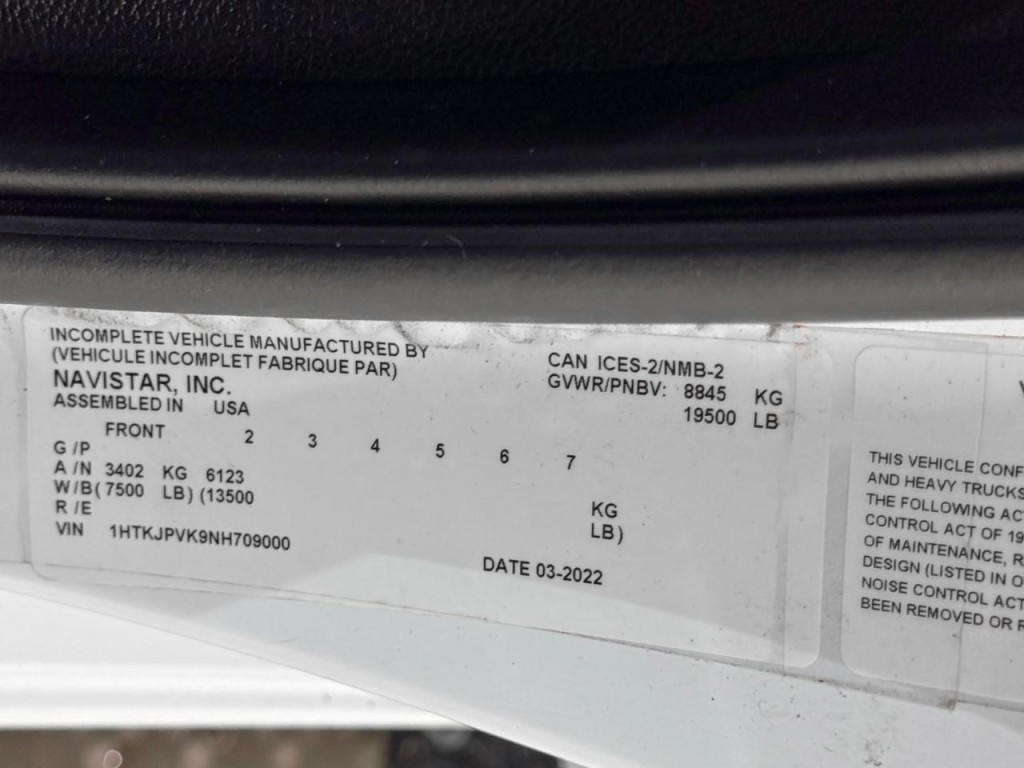 INCOMPLETE VEHICLE MANUFACTURED BY
(VEHICULE INCOMPLET FABRIQUE PAR)
NAVISTAR, INC.
ASSEMBLED IN USA
CAN ICES-2/NMB-2
GVWR/PNBV: 8845 KG
19500 LB
FRONT 2 3 4 5 6 7
G /P
A /N 3402 KG 6123 KG
W/B( 7500 LB) (13500 LB)
R /E
VIN 1HTKJPVK9NH709000
DATE 03-2022
V
THIS VEHICLE CONF
AND HEAVY TRUCKS
THE FOLLOWING AC
CONTROL ACT OF 19
OF MAINTENANCE, R
DESIGN (LISTED IN O
NOISE CONTROL ACT
BEEN REMOVED OR R